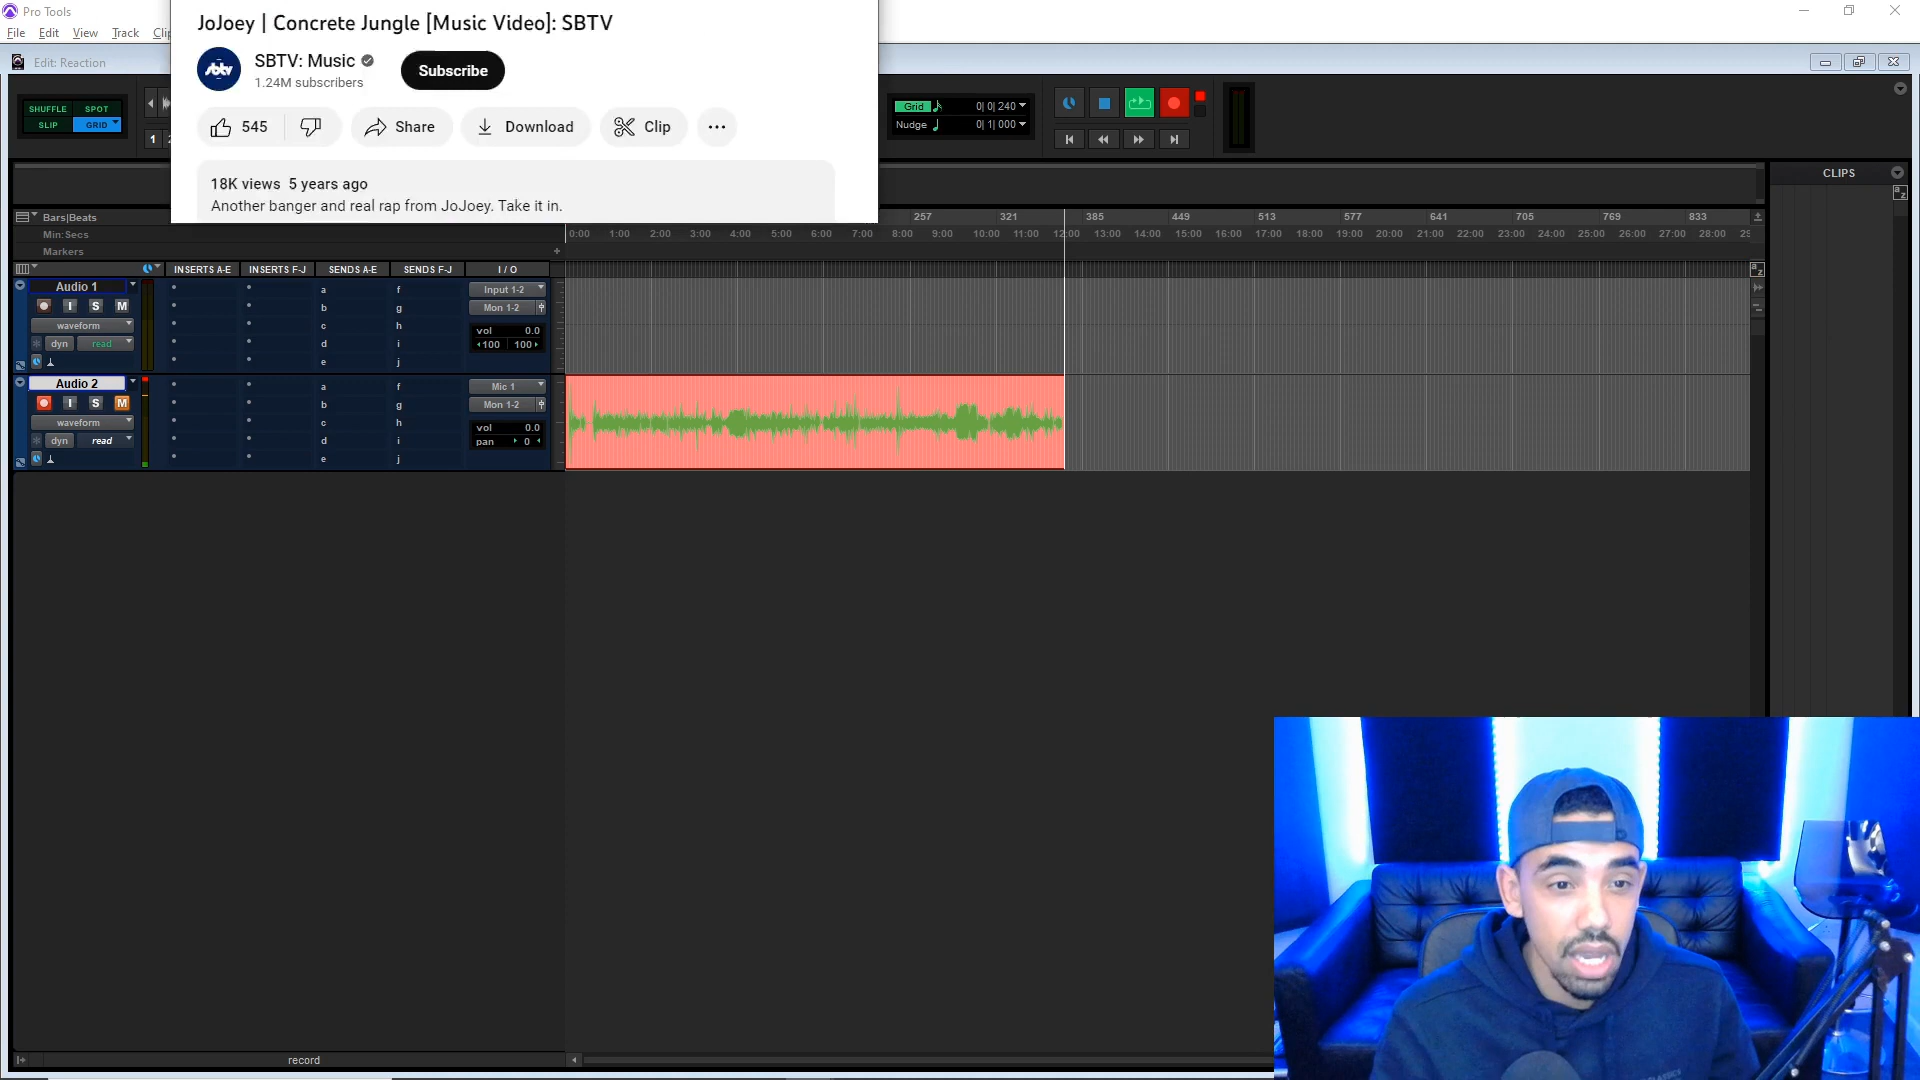 Pro Tools
File Edit View Track
Edit: Reaction
JoJoey | Concrete Jungle [Music Video]: SBTV
sbtv
SBTV: Music
1.24M subscribers
Subscribe
545 Share Download Clip
18K views 5 years ago
Another banger and real rap from JoJoey. Take it in.
SHUFFLE SPOT
SLIP GRID
1
Grid 0| 0| 240
Nudge 0| 1| 000
CLIPS
Bars|Beats 257 321 385 449 513 577 641 705 769 833
Min:Secs 0:00 1:00 2:00 3:00 4:00 5:00 6:00 7:00 8:00 9:00 10:00 11:00 12:00 13:00 14:00 15:00 16:00 17:00 18:00 19:00 20:00 21:00 22:00 23:00 24:00 25:00 26:00 27:00 28:00
Markers
INSERTS A-E INSERTS F-J SENDS A-E SENDS F-J I / O
Audio 1 a f Input 1-2
I S M b g Mon 1-2
waveform c h vol 0.0
dyn read d i 100 100
e j
Audio 2 a f Mic 1
I S M b g Mon 1-2
waveform c h vol 0.0
dyn read d i pan 0
e j
record